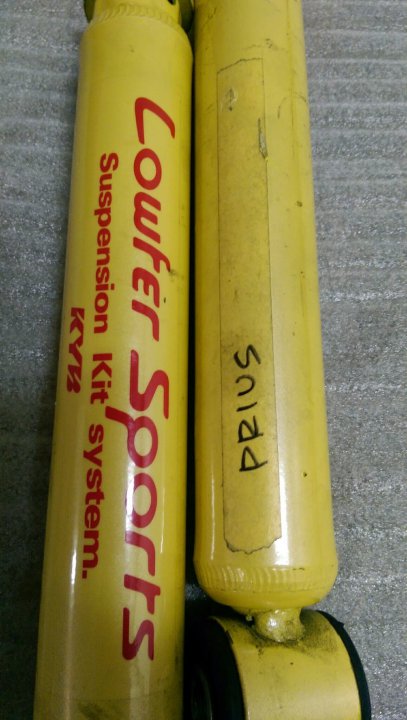 Lowfer Sports
Suspension Kit system.
KYB
PRIUS